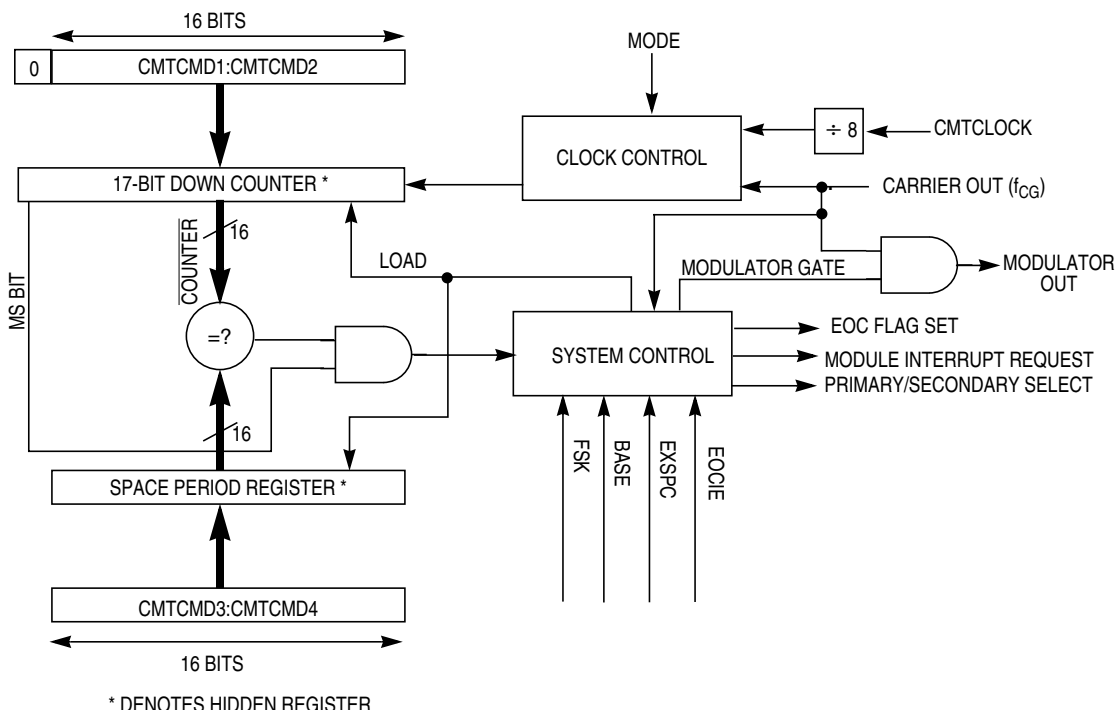 16 BITS
MODE
0
CMTCMD1:CMTCMD2
÷ 8
CMTCLOCK
CLOCK CONTROL
17-BIT DOWN COUNTER *
CARRIER OUT (fCG)
16
COUNTER
LOAD
MODULATOR GATE
MODULATOR
OUT
MS BIT
=?
EOC FLAG SET
SYSTEM CONTROL
MODULE INTERRUPT REQUEST
PRIMARY/SECONDARY SELECT
16
FSK
BASE
EXSPC
EOCIE
SPACE PERIOD REGISTER *
CMTCMD3:CMTCMD4
16 BITS
* DENOTES HIDDEN REGISTER